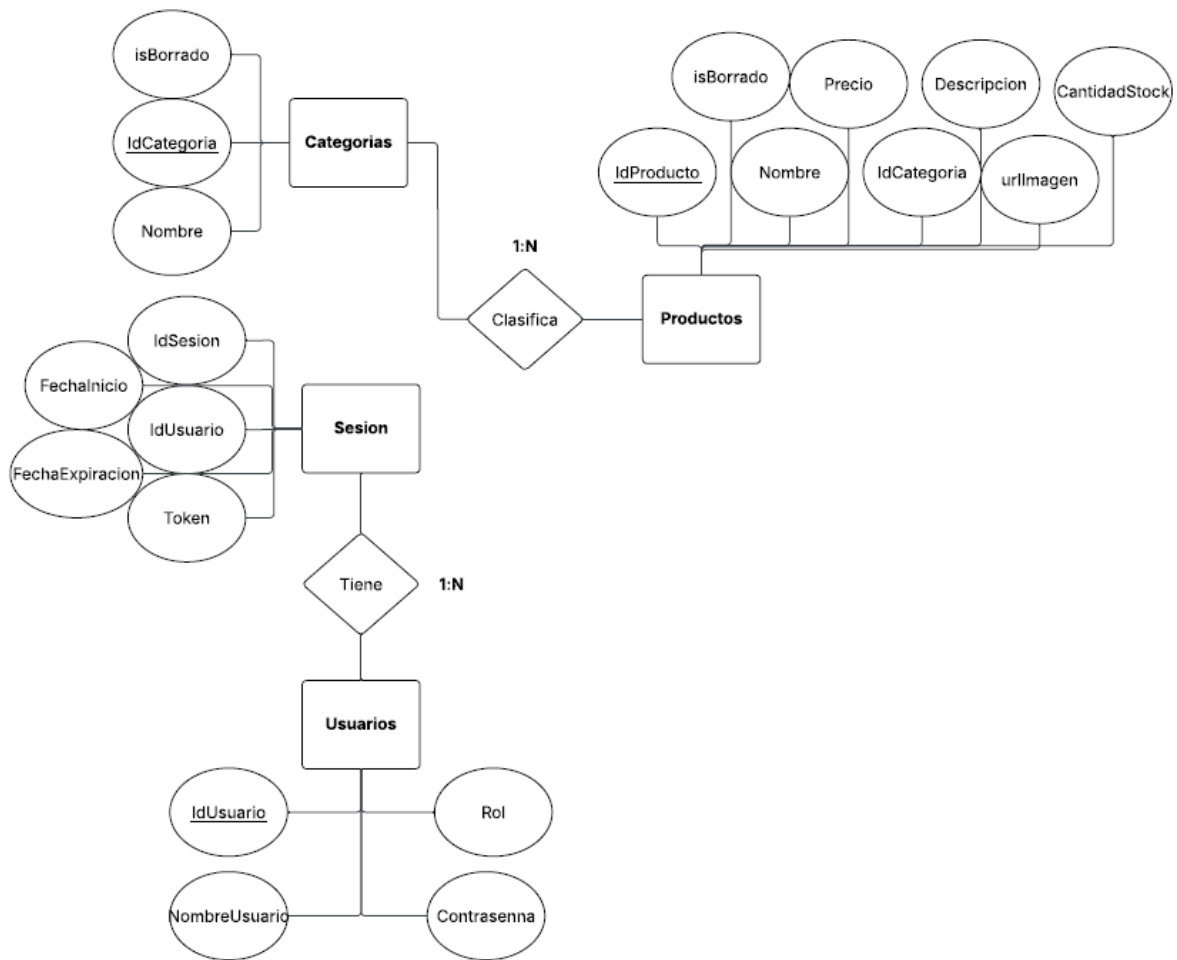 isBorrado
IdCategoria
Nombre
Categorias
isBorrado
Precio
Descripcion
CantidadStock
IdProducto
Nombre
IdCategoria
urlImagen
1:N
Clasifica
Productos
IdSesion
FechaInicio
IdUsuario
FechaExpiracion
Token
Sesion
Tiene
1:N
Usuarios
IdUsuario
Rol
NombreUsuario
Contrasenna